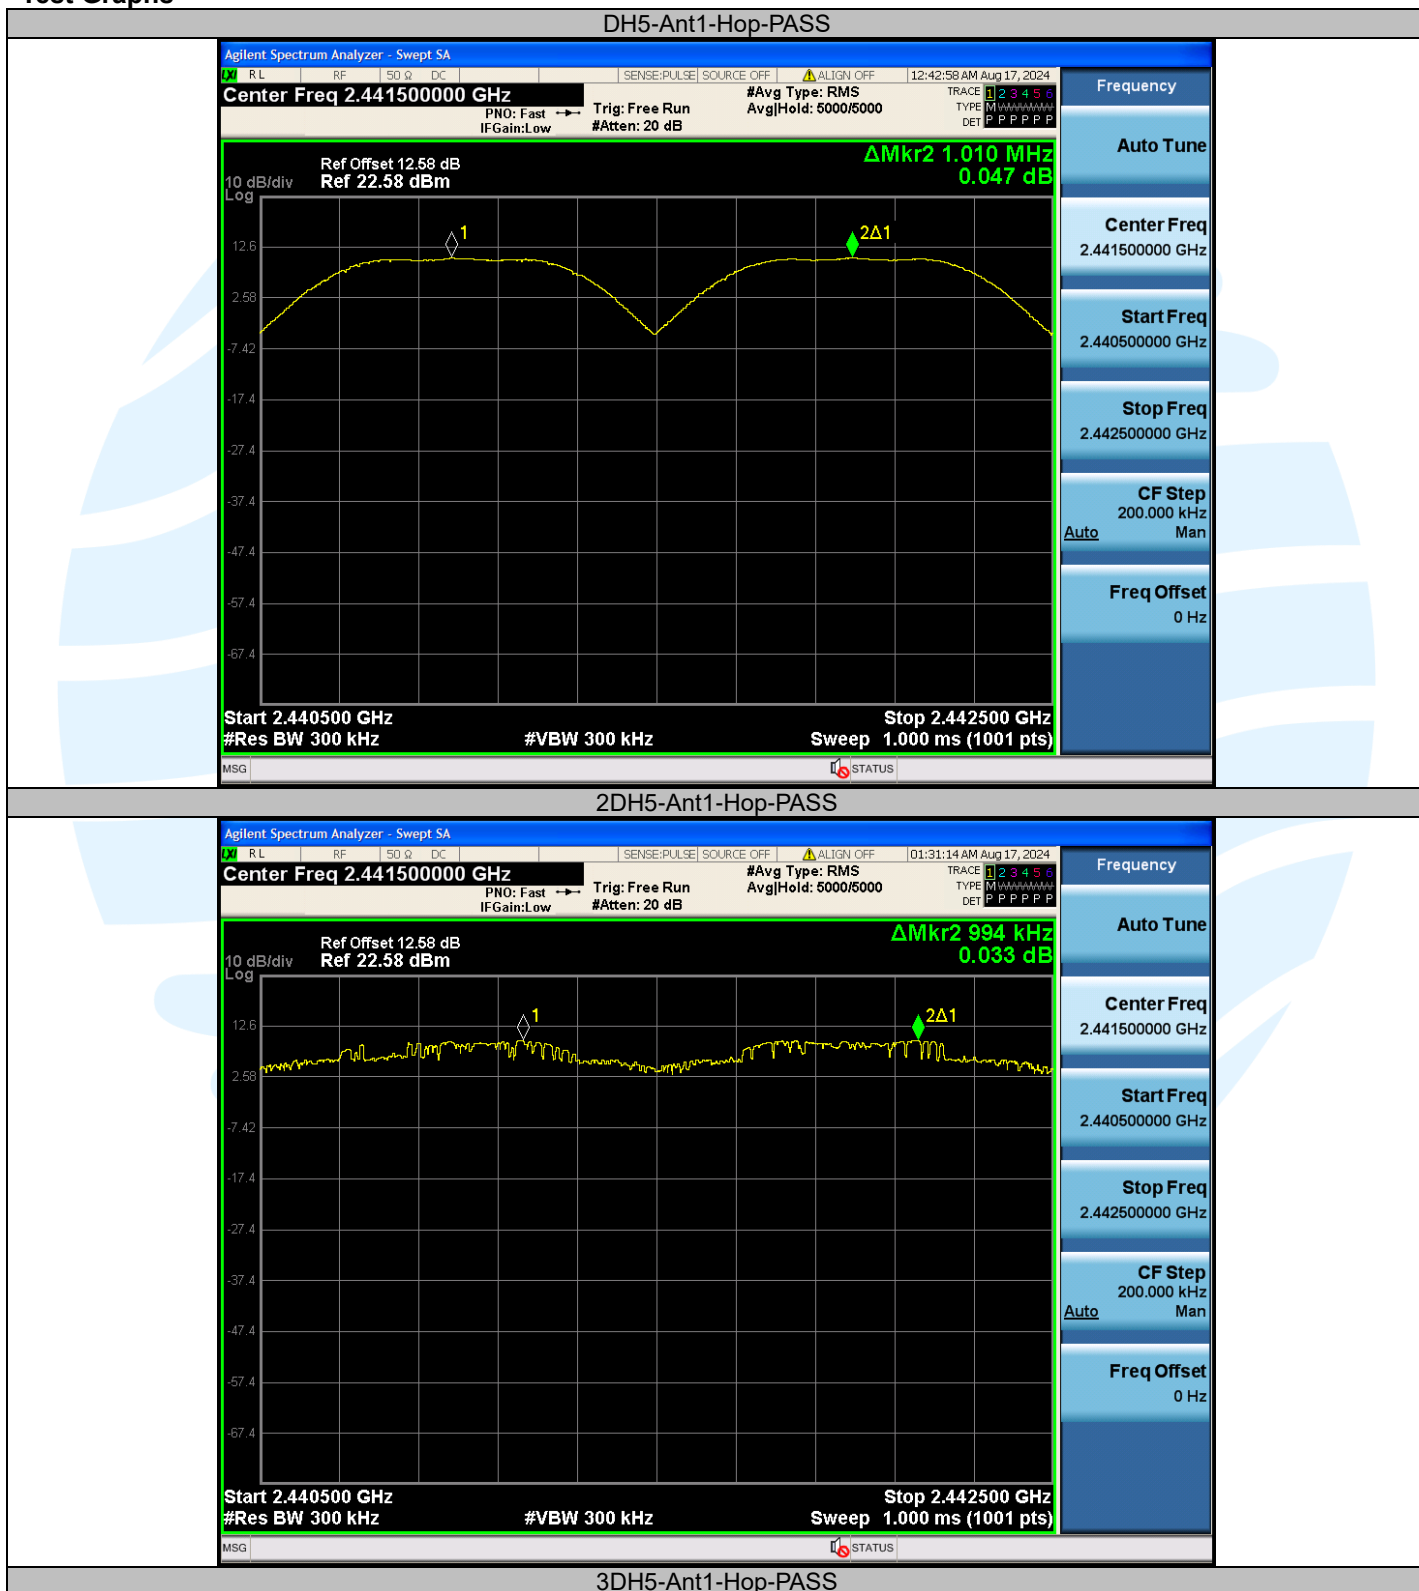 Test Graphs
DH5-Ant1-Hop-PASS
Agilent Spectrum Analyzer - Swept SA
LXI RL RF 50 Ω DC SENSE:PULSE SOURCE OFF ALIGN OFF 12:42:58 AM Aug 17, 2024
Center Freq 2.441500000 GHz
PNO: Fast
IFGain:Low
Trig: Free Run
#Atten: 20 dB
#Avg Type: RMS
Avg|Hold: 5000/5000
TRACE 1 2 3 4 5 6
TYPE M WWWWW
DET P P P P P P
ΔMkr2 1.010 MHz
0.047 dB
Ref Offset 12.58 dB
10 dB/div Ref 22.58 dBm
Log
1
2Δ1
12.6
2.58
-7.42
-17.4
-27.4
-37.4
-47.4
-57.4
-67.4
Start 2.440500 GHz Stop 2.442500 GHz
#Res BW 300 kHz #VBW 300 kHz Sweep 1.000 ms (1001 pts)
MSG STATUS
Frequency
Auto Tune
Center Freq
2.441500000 GHz
Start Freq
2.440500000 GHz
Stop Freq
2.442500000 GHz
CF Step
200.000 kHz
Auto Man
Freq Offset
0 Hz
2DH5-Ant1-Hop-PASS
Agilent Spectrum Analyzer - Swept SA
LXI RL RF 50 Ω DC SENSE:PULSE SOURCE OFF ALIGN OFF 01:31:14 AM Aug 17, 2024
Center Freq 2.441500000 GHz
PNO: Fast
IFGain:Low
Trig: Free Run
#Atten: 20 dB
#Avg Type: RMS
Avg|Hold: 5000/5000
TRACE 1 2 3 4 5 6
TYPE M WWWWW
DET P P P P P P
ΔMkr2 994 kHz
0.033 dB
Ref Offset 12.58 dB
10 dB/div Ref 22.58 dBm
Log
1
2Δ1
12.6
2.58
-7.42
-17.4
-27.4
-37.4
-47.4
-57.4
-67.4
Start 2.440500 GHz Stop 2.442500 GHz
#Res BW 300 kHz #VBW 300 kHz Sweep 1.000 ms (1001 pts)
MSG STATUS
Frequency
Auto Tune
Center Freq
2.441500000 GHz
Start Freq
2.440500000 GHz
Stop Freq
2.442500000 GHz
CF Step
200.000 kHz
Auto Man
Freq Offset
0 Hz
3DH5-Ant1-Hop-PASS